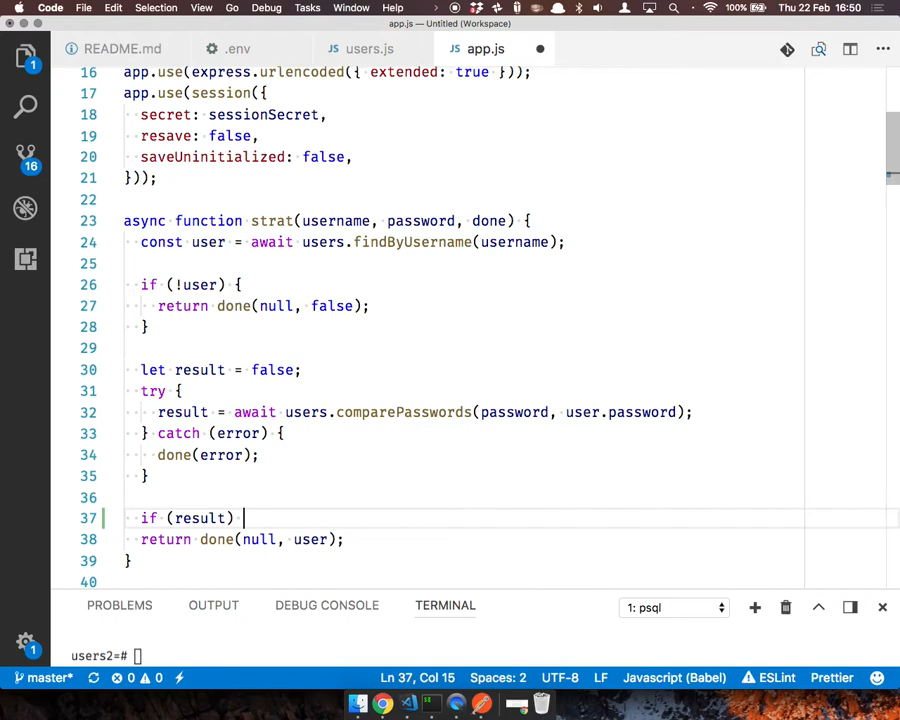 Code File Edit Selection View Go Debug Tasks Window Help 100% Thu 22 Feb 16:50
app.js — Untitled (Workspace)
README.md .env JS users.js JS app.js
16 app.use(express.urlencoded({ extended: true }));
17 app.use(session({
18 secret: sessionSecret,
19 resave: false,
20 saveUninitialized: false,
21 }));
22
23 async function strat(username, password, done) {
24 const user = await users.findByUsername(username);
25
26 if (!user) {
27 return done(null, false);
28 }
29
30 let result = false;
31 try {
32 result = await users.comparePasswords(password, user.password);
33 } catch (error) {
34 done(error);
35 }
36
37 if (result)
38 return done(null, user);
39 }
40
1
16
1
PROBLEMS OUTPUT DEBUG CONSOLE TERMINAL 1: psql
users2=#
master* 0 0 Ln 37, Col 15 Spaces: 2 UTF-8 LF Javascript (Babel) ESLint Prettier